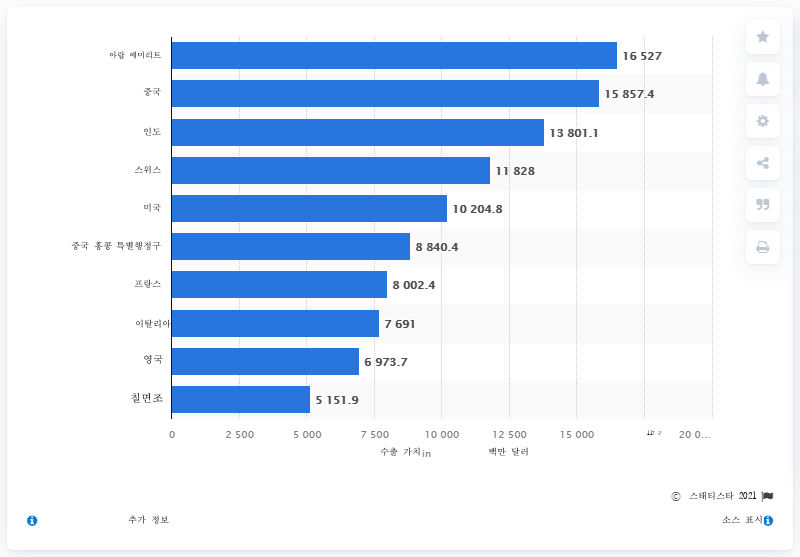 아랍 에미리트 16 527
중국 15 857.4
인도 13 801.1
스위스 11 828
미국 10 204.8
중국 홍콩 특별행정구 8 840.4
프랑스 8 002.4
이탈리아 7 691
영국 6 973.7
칠면조 5 151.9
0 2 500 5 000 7 500 10 000 12 500 15 000 20 0...
수출 가치in 백만 달러
© 스태티스타 2021
추가 정보 소스 표시